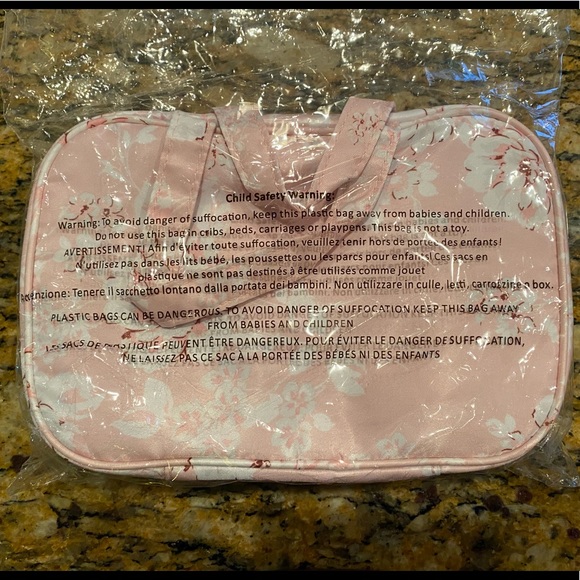 Child Safety Warning:
Warning: To avoid danger of suffocation, keep this plastic bag away from babies and children.
Do not use this bag in cribs, beds, carriages or playpens. This bag is not a toy.
AVERTISSEMENT! Afin d'éviter toute suffocation, veuillez tenir hors de portée des enfants!
N'utilisez pas dans les lits bébé, les poussettes ou les parcs pour enfants! Ces sacs en
plastique ne sont pas destinés à être utilisés comme jouet
Attenzione: Tenere il sacchetto lontano dalla portata dei bambini. Non utilizzare in culle, letti, carrozzine o box.
PLASTIC BAGS CAN BE DANGEROUS. TO AVOID DANGER OF SUFFOCATION KEEP THIS BAG AWAY
FROM BABIES AND CHILDREN
LES SACS DE PLASTIQUE PEUVENT ÊTRE DANGEREUX. POUR ÉVITER LE DANGER DE SUFFOCATION,
NE LAISSEZ PAS CE SAC À LA PORTÉE DES BÉBÉS NI DES ENFANTS